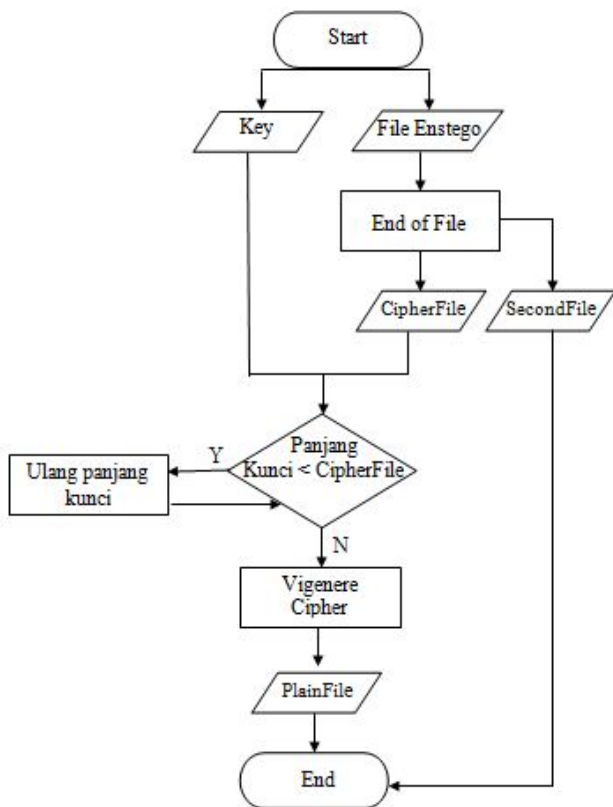 Start
Key
File Enstego
End of File
CipherFile
SecondFile
Panjang
Kunci < CipherFile
Y
Ulang panjang
kunci
N
Vigenere
Cipher
PlainFile
End